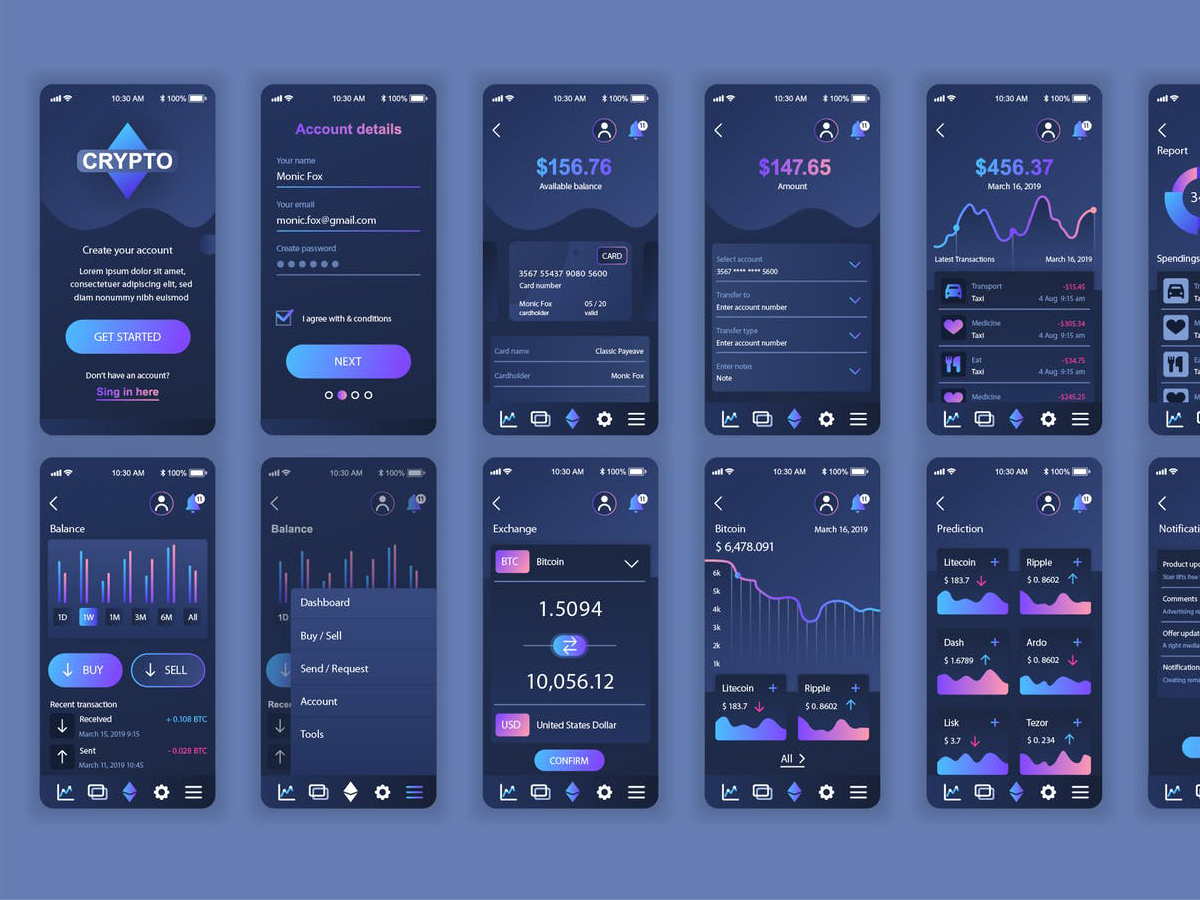 10:30 AM 100%
CRYPTO
Create your account
Lorem ipsum dolor sit amet,
consectetuer adipiscing elit, sed
diam nonummy nibh euismod
GET STARTED
Don't have an account?
Sing in here
10:30 AM 100%
Account details
Your name
Monic Fox
Your email
monic.fox@gmail.com
Create password
I agree with & conditions
NEXT
10:30 AM 100%
11
$156.76
Available balance
CARD
3567 55437 9080 5600
Card number
Monic Fox 05 / 20
cardholder valid
Card name Classic Payeave
Cardholder Monic Fox
10:30 AM 100%
11
$147.65
Amount
Select account
3567 **** **** 5600
Transfer to
Enter account number
Transfer type
Enter account number
Enter notes
Note
10:30 AM 100%
11
$456.37
March 16, 2019
Latest Transactions March 16, 2019
Transport -$15.45
Taxi 4 Aug 9:15 am
Medicine -$305.34
Taxi 4 Aug 9:15 am
Eat -$34.75
Taxi 4 Aug 9:15 am
Medicine -$245.25
Report
Spendings
10:30 AM 100%
11
Balance
1D 1W 1M 3M 6M All
BUY SELL
Recent transaction
Received + 0.108 BTC
March 15, 2019 9:15
Sent - 0.028 BTC
March 11, 2019 10:45
10:30 AM 100%
11
Balance
1D
Dashboard
Buy / Sell
Send / Request
Account
Tools
10:30 AM 100%
11
Exchange
BTC Bitcoin
1.5094
10,056.12
USD United States Dollar
CONFIRM
10:30 AM 100%
11
Bitcoin March 16, 2019
$ 6,478.091
6k
5k
4k
3k
2k
1k
Litecoin + Ripple +
$ 183.7 $ 0. 8602
All
10:30 AM 100%
11
Prediction
Litecoin + Ripple +
$ 183.7 $ 0. 8602
Dash + Ardo +
$ 1.6789 $ 0. 8602
Lisk + Tezor +
$ 3.7 $ 0. 234
Product
Stair lifts free
Comments
Advertising
Offer
A right
Creating